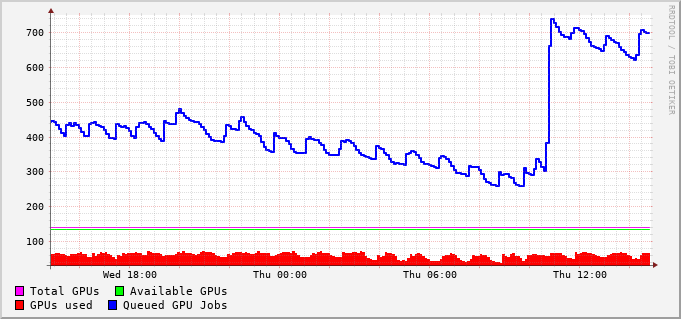 700
600
500
400
300
200
100
Wed 18:00 Thu 00:00 Thu 06:00 Thu 12:00
Total GPUs Available GPUs
GPUs used Queued GPU Jobs
RRDTOOL / TOBI OETIKER